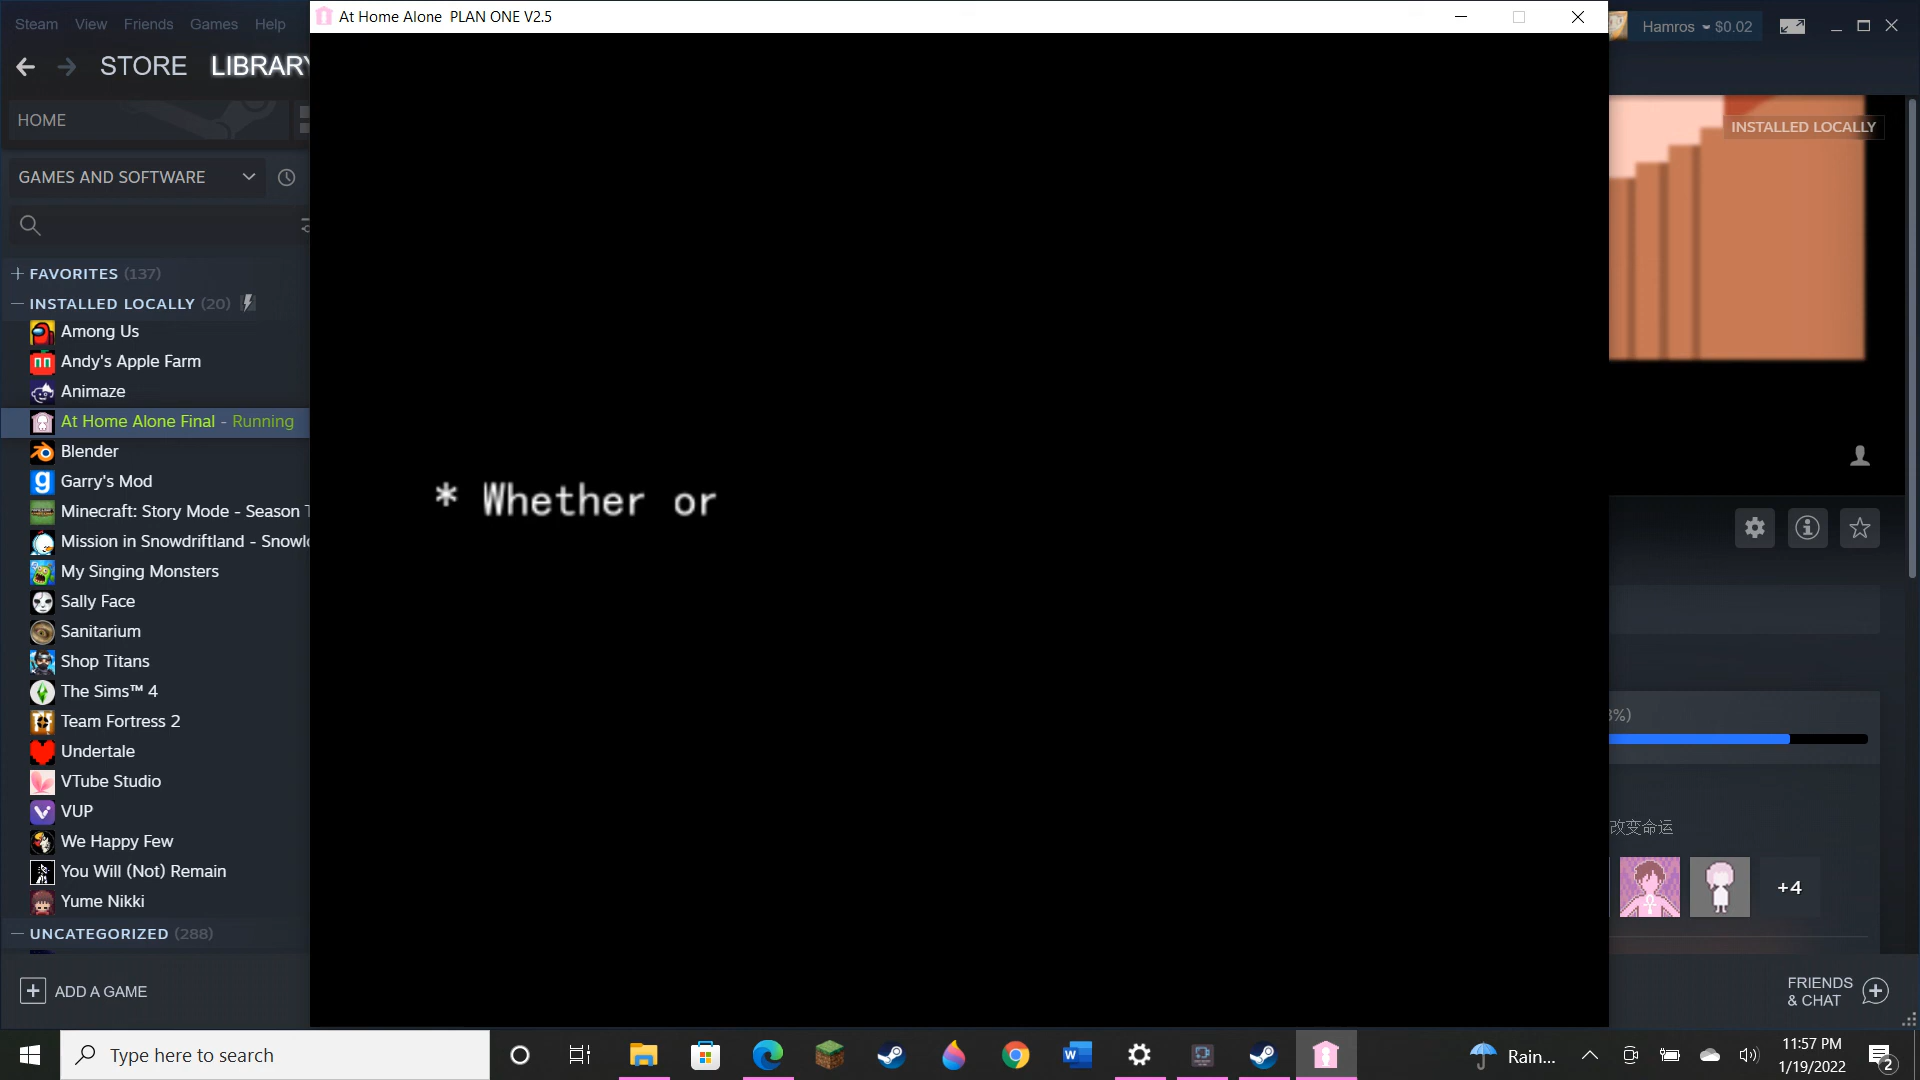 Steam View Friends Games Help
At Home Alone PLAN ONE V2.5
Hamros $0.02
STORE LIBRARY
HOME
INSTALLED LOCALLY
GAMES AND SOFTWARE
+ FAVORITES (137)
— INSTALLED LOCALLY (20)
Among Us
Andy's Apple Farm
Animaze
At Home Alone Final - Running
Blender
Garry's Mod
Minecraft: Story Mode - Season
Mission in Snowdriftland -
My Singing Monsters
Sally Face
Sanitarium
Shop Titans
The Sims™ 4
Team Fortress 2
Undertale
VTube Studio
VUP
We Happy Few
You Will (Not) Remain
Yume Nikki
— UNCATEGORIZED (288)
ADD A GAME
* Whether or
%)
改变命运
+4
FRIENDS
& CHAT
Type here to search
Rain...
11:57 PM
1/19/2022
2